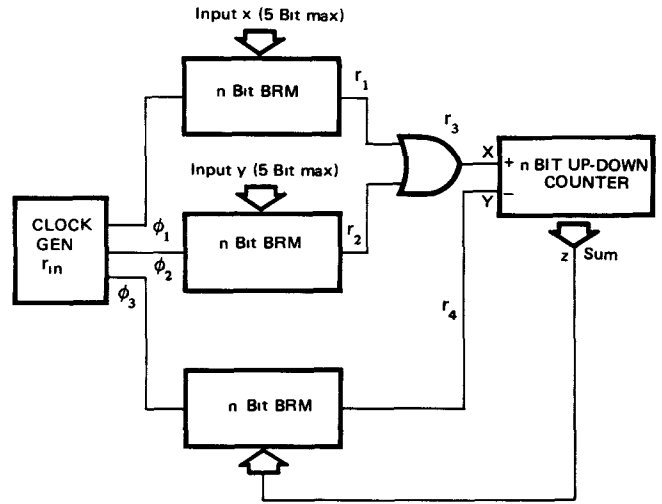 Input x (5 Bit max)
n Bit BRM
r1
r3
Input y (5 Bit max)
X
+
n BIT UP-DOWN
COUNTER
Y
−
CLOCK
GEN
rin
ϕ1
ϕ2
ϕ3
n Bit BRM
r2
z
Sum
r4
n Bit BRM